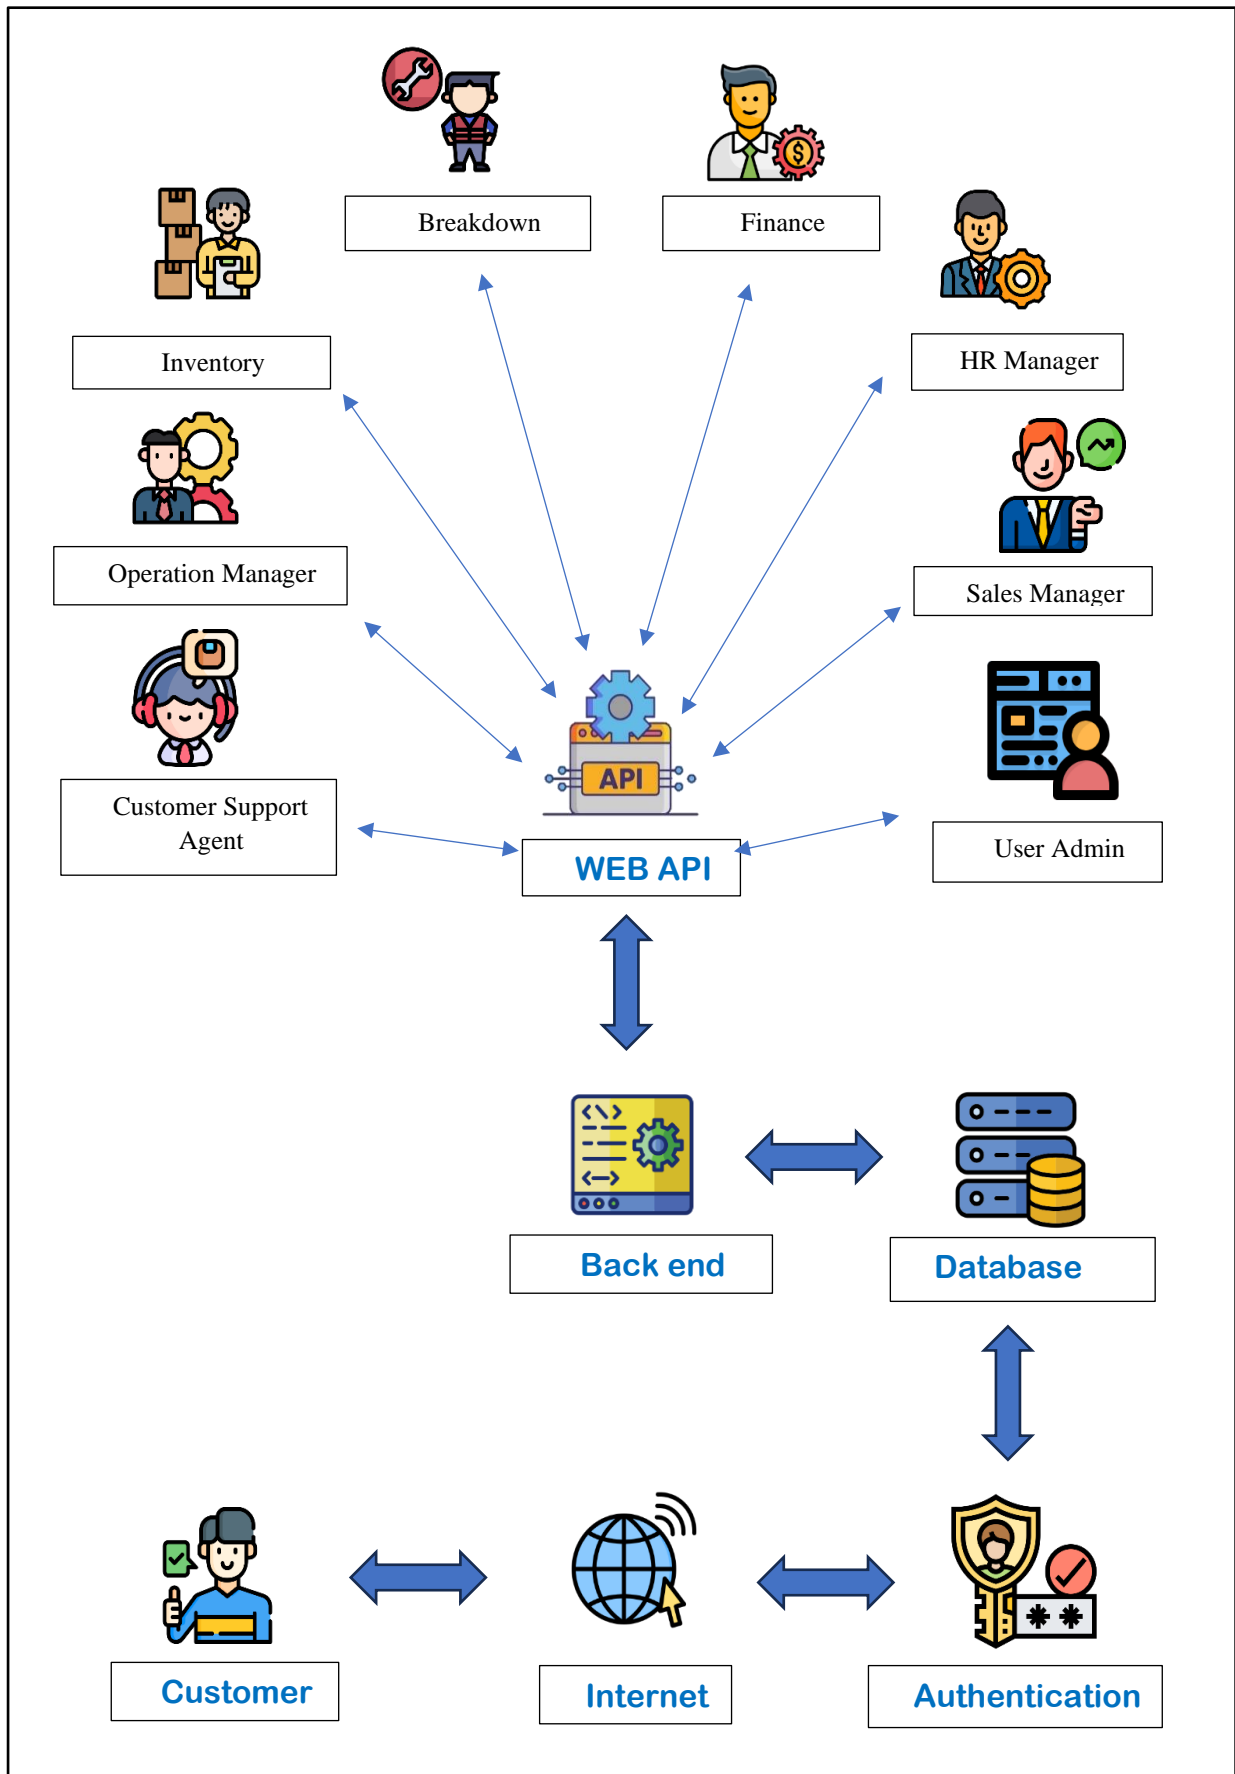 Breakdown
Finance
Inventory
HR Manager
Operation Manager
Sales Manager
Customer Support
Agent
User Admin
API
WEB API
Back end
Database
Customer
Internet
Authentication